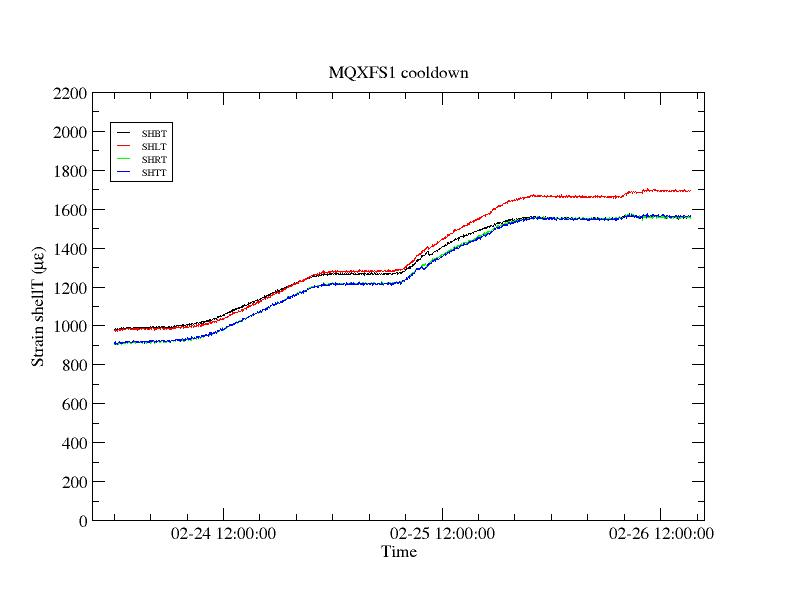 MQXFS1 cooldown
2200
2000
1800
1600
1400
1200
1000
800
600
400
200
0
SHBT
SHLT
SHRT
SHTT
Strain shellT (με)
02-24 12:00:00
02-25 12:00:00
02-26 12:00:00
Time